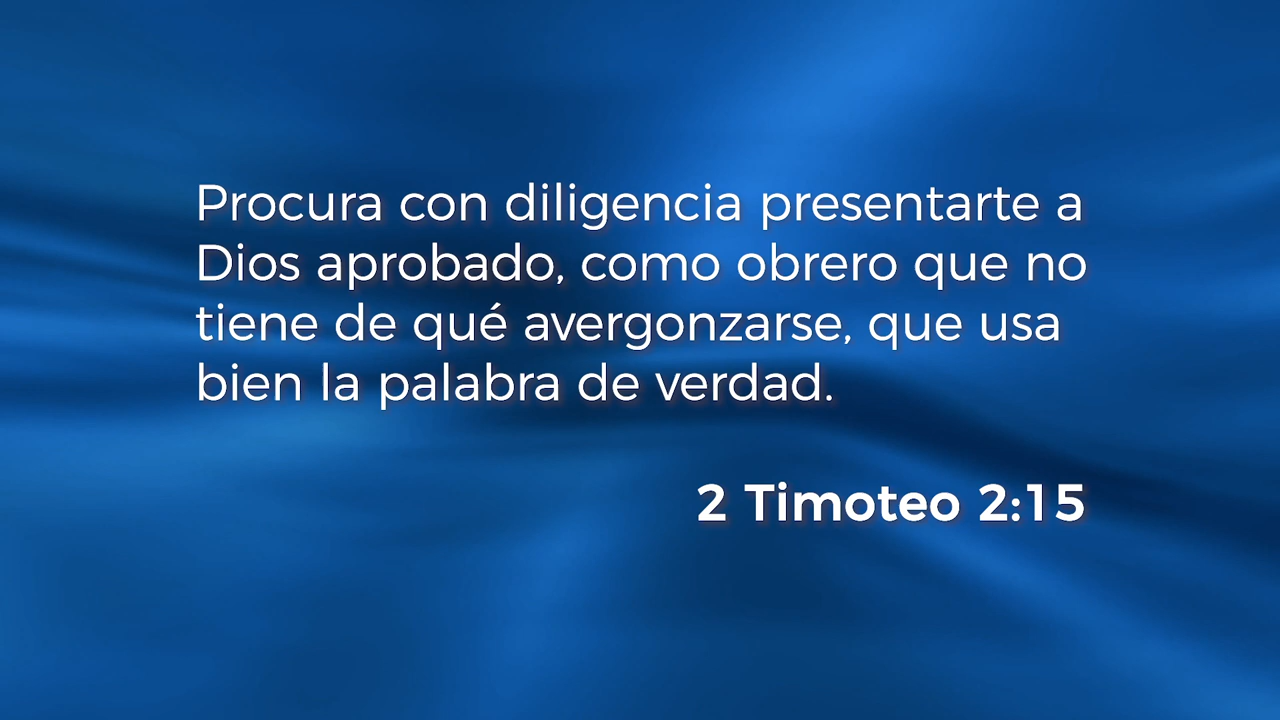 Procura con diligencia presentarte a
Dios aprobado, como obrero que no
tiene de qué avergonzarse, que usa
bien la palabra de verdad.
2 Timoteo 2:15